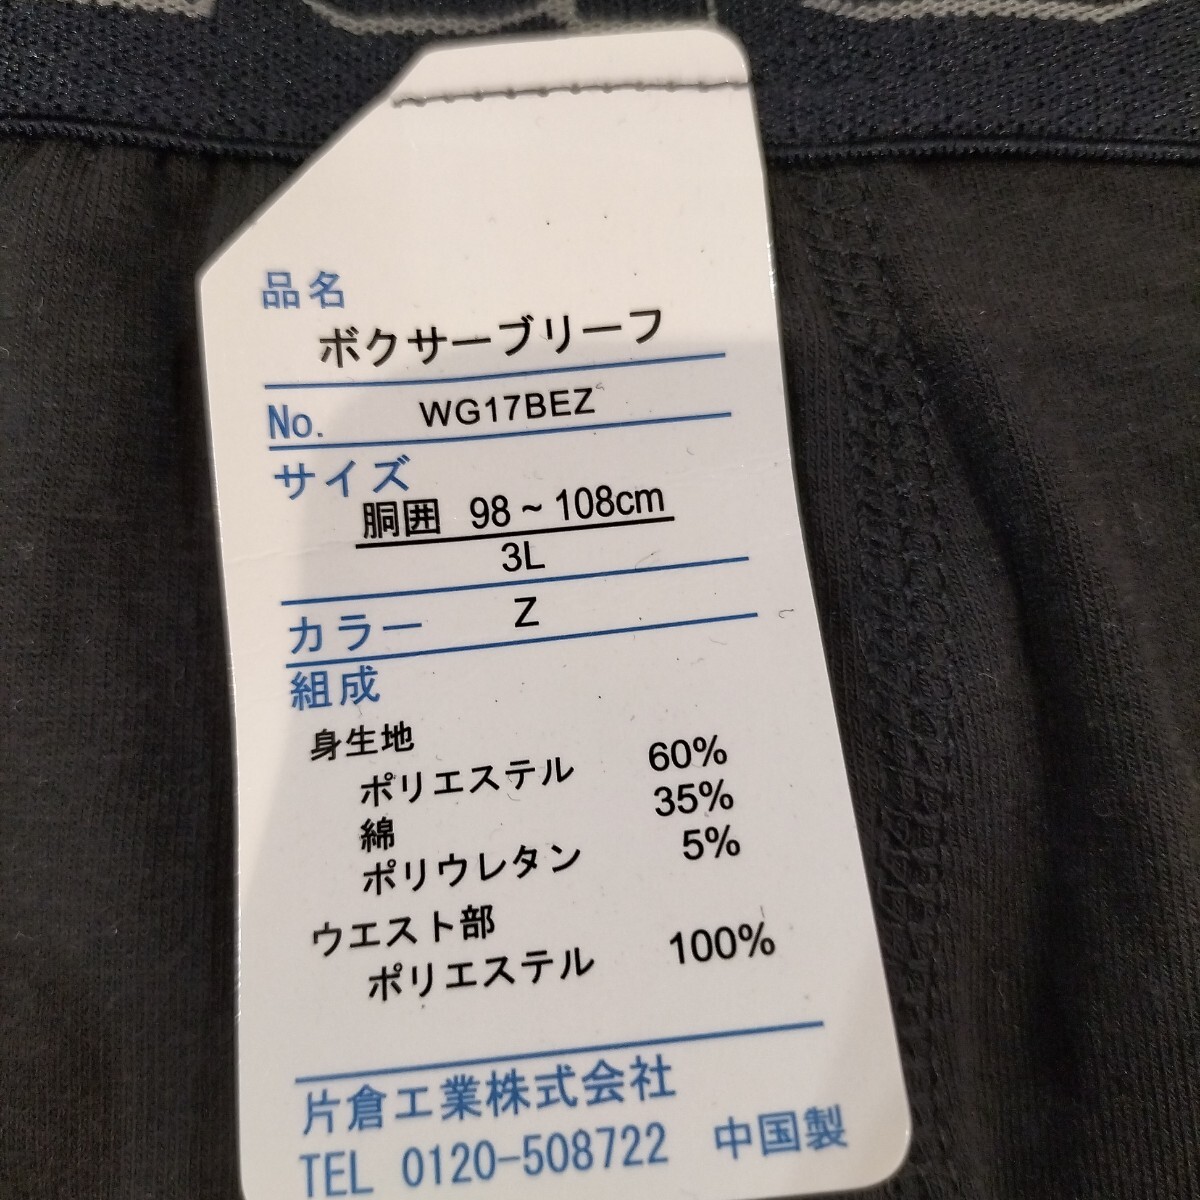 品名
ボクサーブリーフ
No. WG17BEZ
サイズ
胴囲 98~108cm
3L
カラー Z
組成
身生地
ポリエステル 60%
綿 35%
ポリウレタン 5%
ウエスト部
ポリエステル 100%
片倉工業株式会社
TEL 0120-508722 中国製